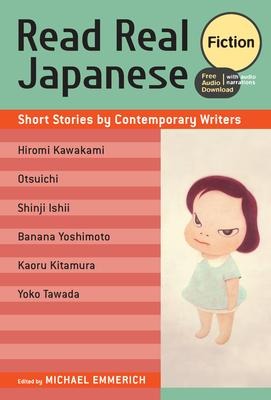 Read Real
Japanese
Fiction
Free
Audio
Download
with audio
narrations
Short Stories by Contemporary Writers
Hiromi Kawakami
Otsuichi
Shinji Ishii
Banana Yoshimoto
Kaoru Kitamura
Yoko Tawada
Edited by MICHAEL EMMERICH